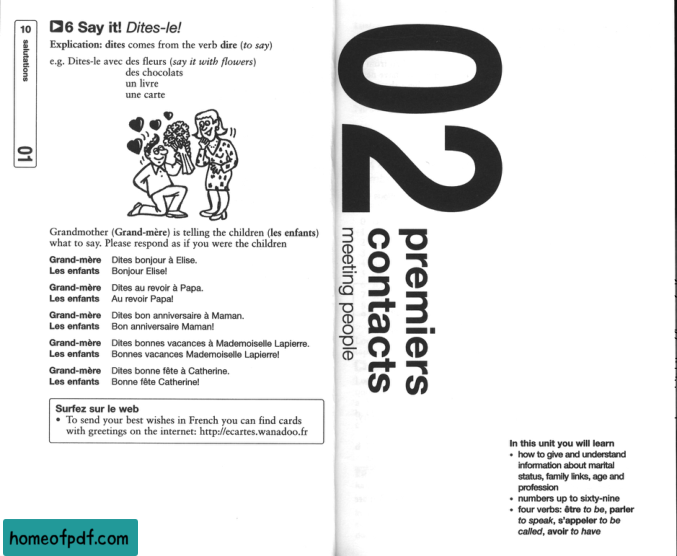 10
salutations
01
6 Say it! Dites-le!
Explication: dites comes from the verb dire (to say)
e.g. Dites-le avec des fleurs (say it with flowers)
des chocolats
un livre
une carte
Grandmother (Grand-mère) is telling the children (les enfants)
what to say. Please respond as if you were the children
Grand-mère Dites bonjour à Elise.
Les enfants Bonjour Elise!
Grand-mère Dites au revoir à Papa.
Les enfants Au revoir Papa!
Grand-mère Dites bon anniversaire à Maman.
Les enfants Bon anniversaire Maman!
Grand-mère Dites bonnes vacances à Mademoiselle Lapierre.
Les enfants Bonnes vacances Mademoiselle Lapierre!
Grand-mère Dites bonne fête à Catherine.
Les enfants Bonne fête Catherine!
Surfez sur le web
• To send your best wishes in French you can find cards
with greetings on the internet: http://ecartes.wanadoo.fr
homeofpdf.com
02
premiers
contacts
meeting people
In this unit you will learn
• how to give and understand
information about marital
status, family links, age and
profession
• numbers up to sixty-nine
• four verbs: être to be, parler
to speak, s'appeler to be
called, avoir to have